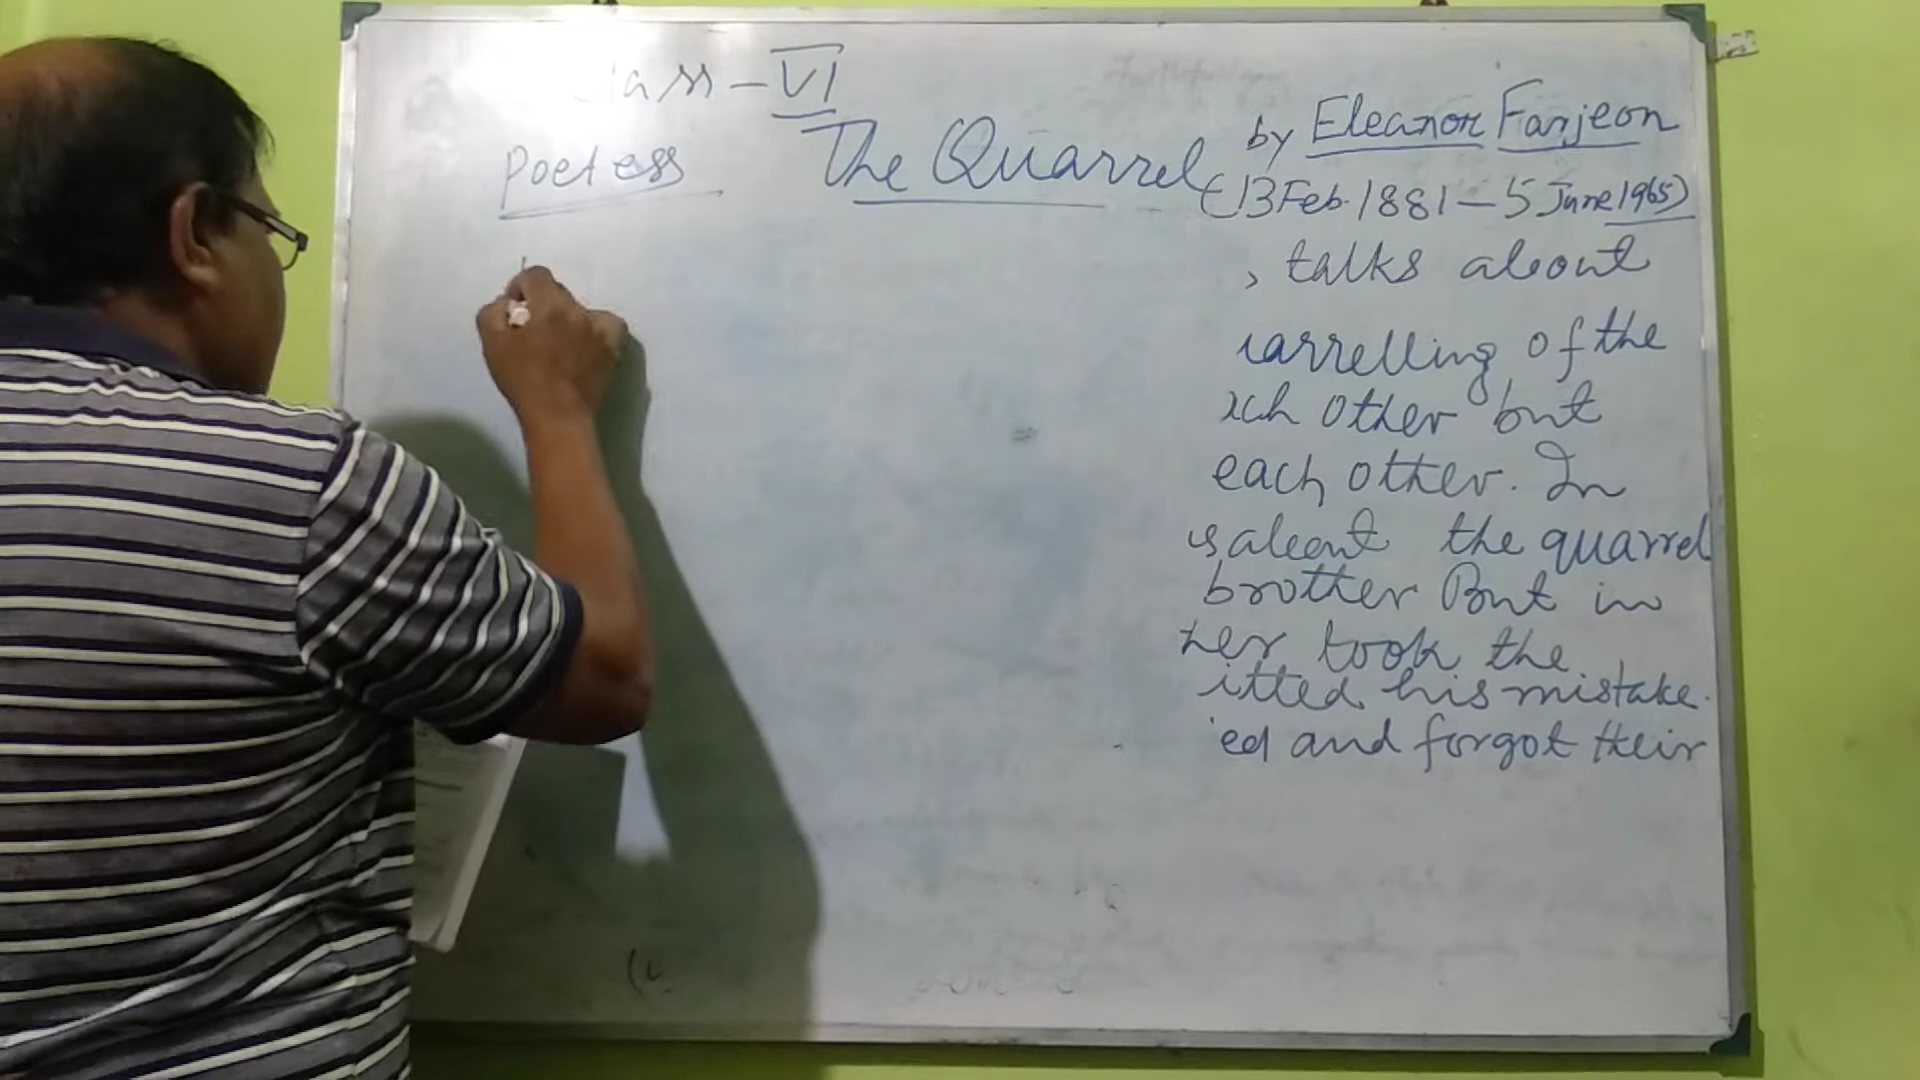 lass - VI
Poetess The Quarrel by Eleanor Farjeon
(13 Feb. 1881 - 5 June 1965)
, talks about
arrelling of the
ch other but
each other. In
s about the quarrel
brother But in
her took the
itted his mistake.
ed and forgot their